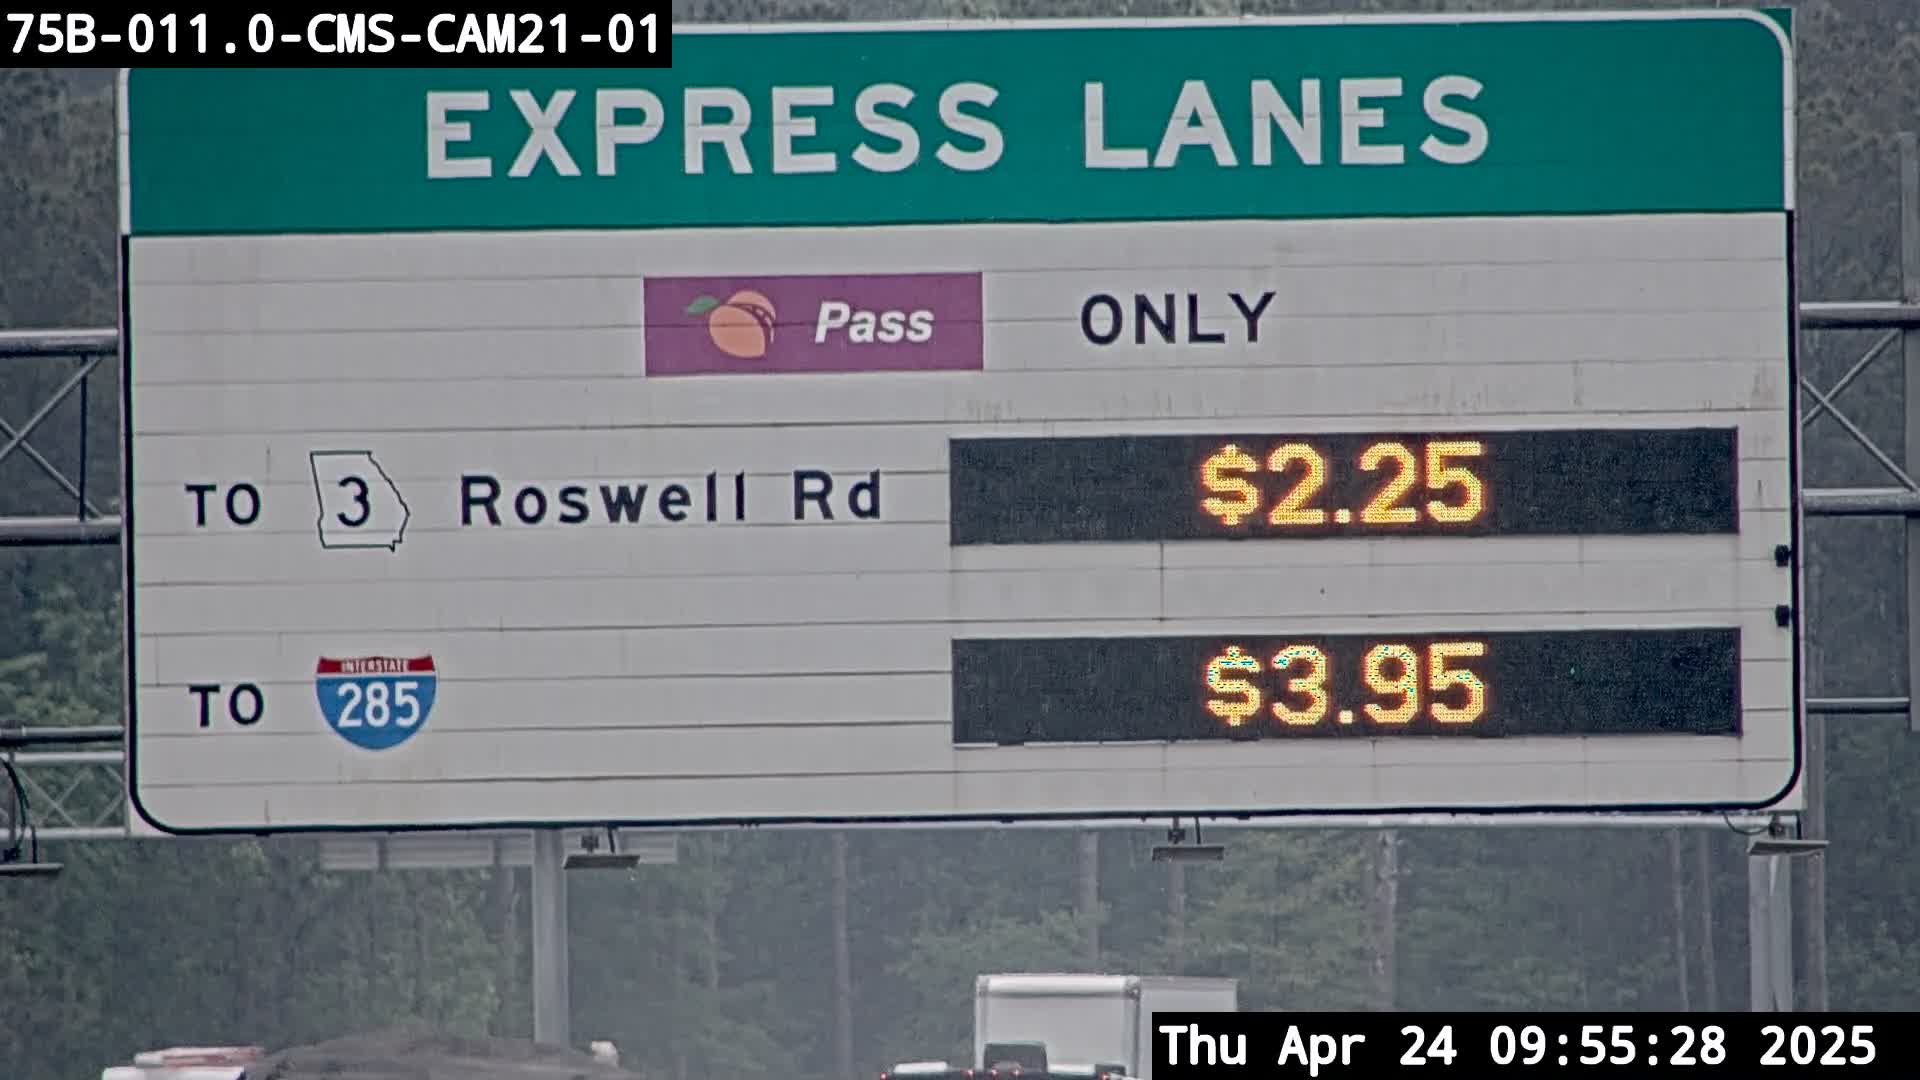 75B-011.0-CMS-CAM21-01
EXPRESS LANES
Pass ONLY
TO 3 Roswell Rd $2.25
TO INTERSTATE 285 $3.95
Thu Apr 24 09:55:28 2025